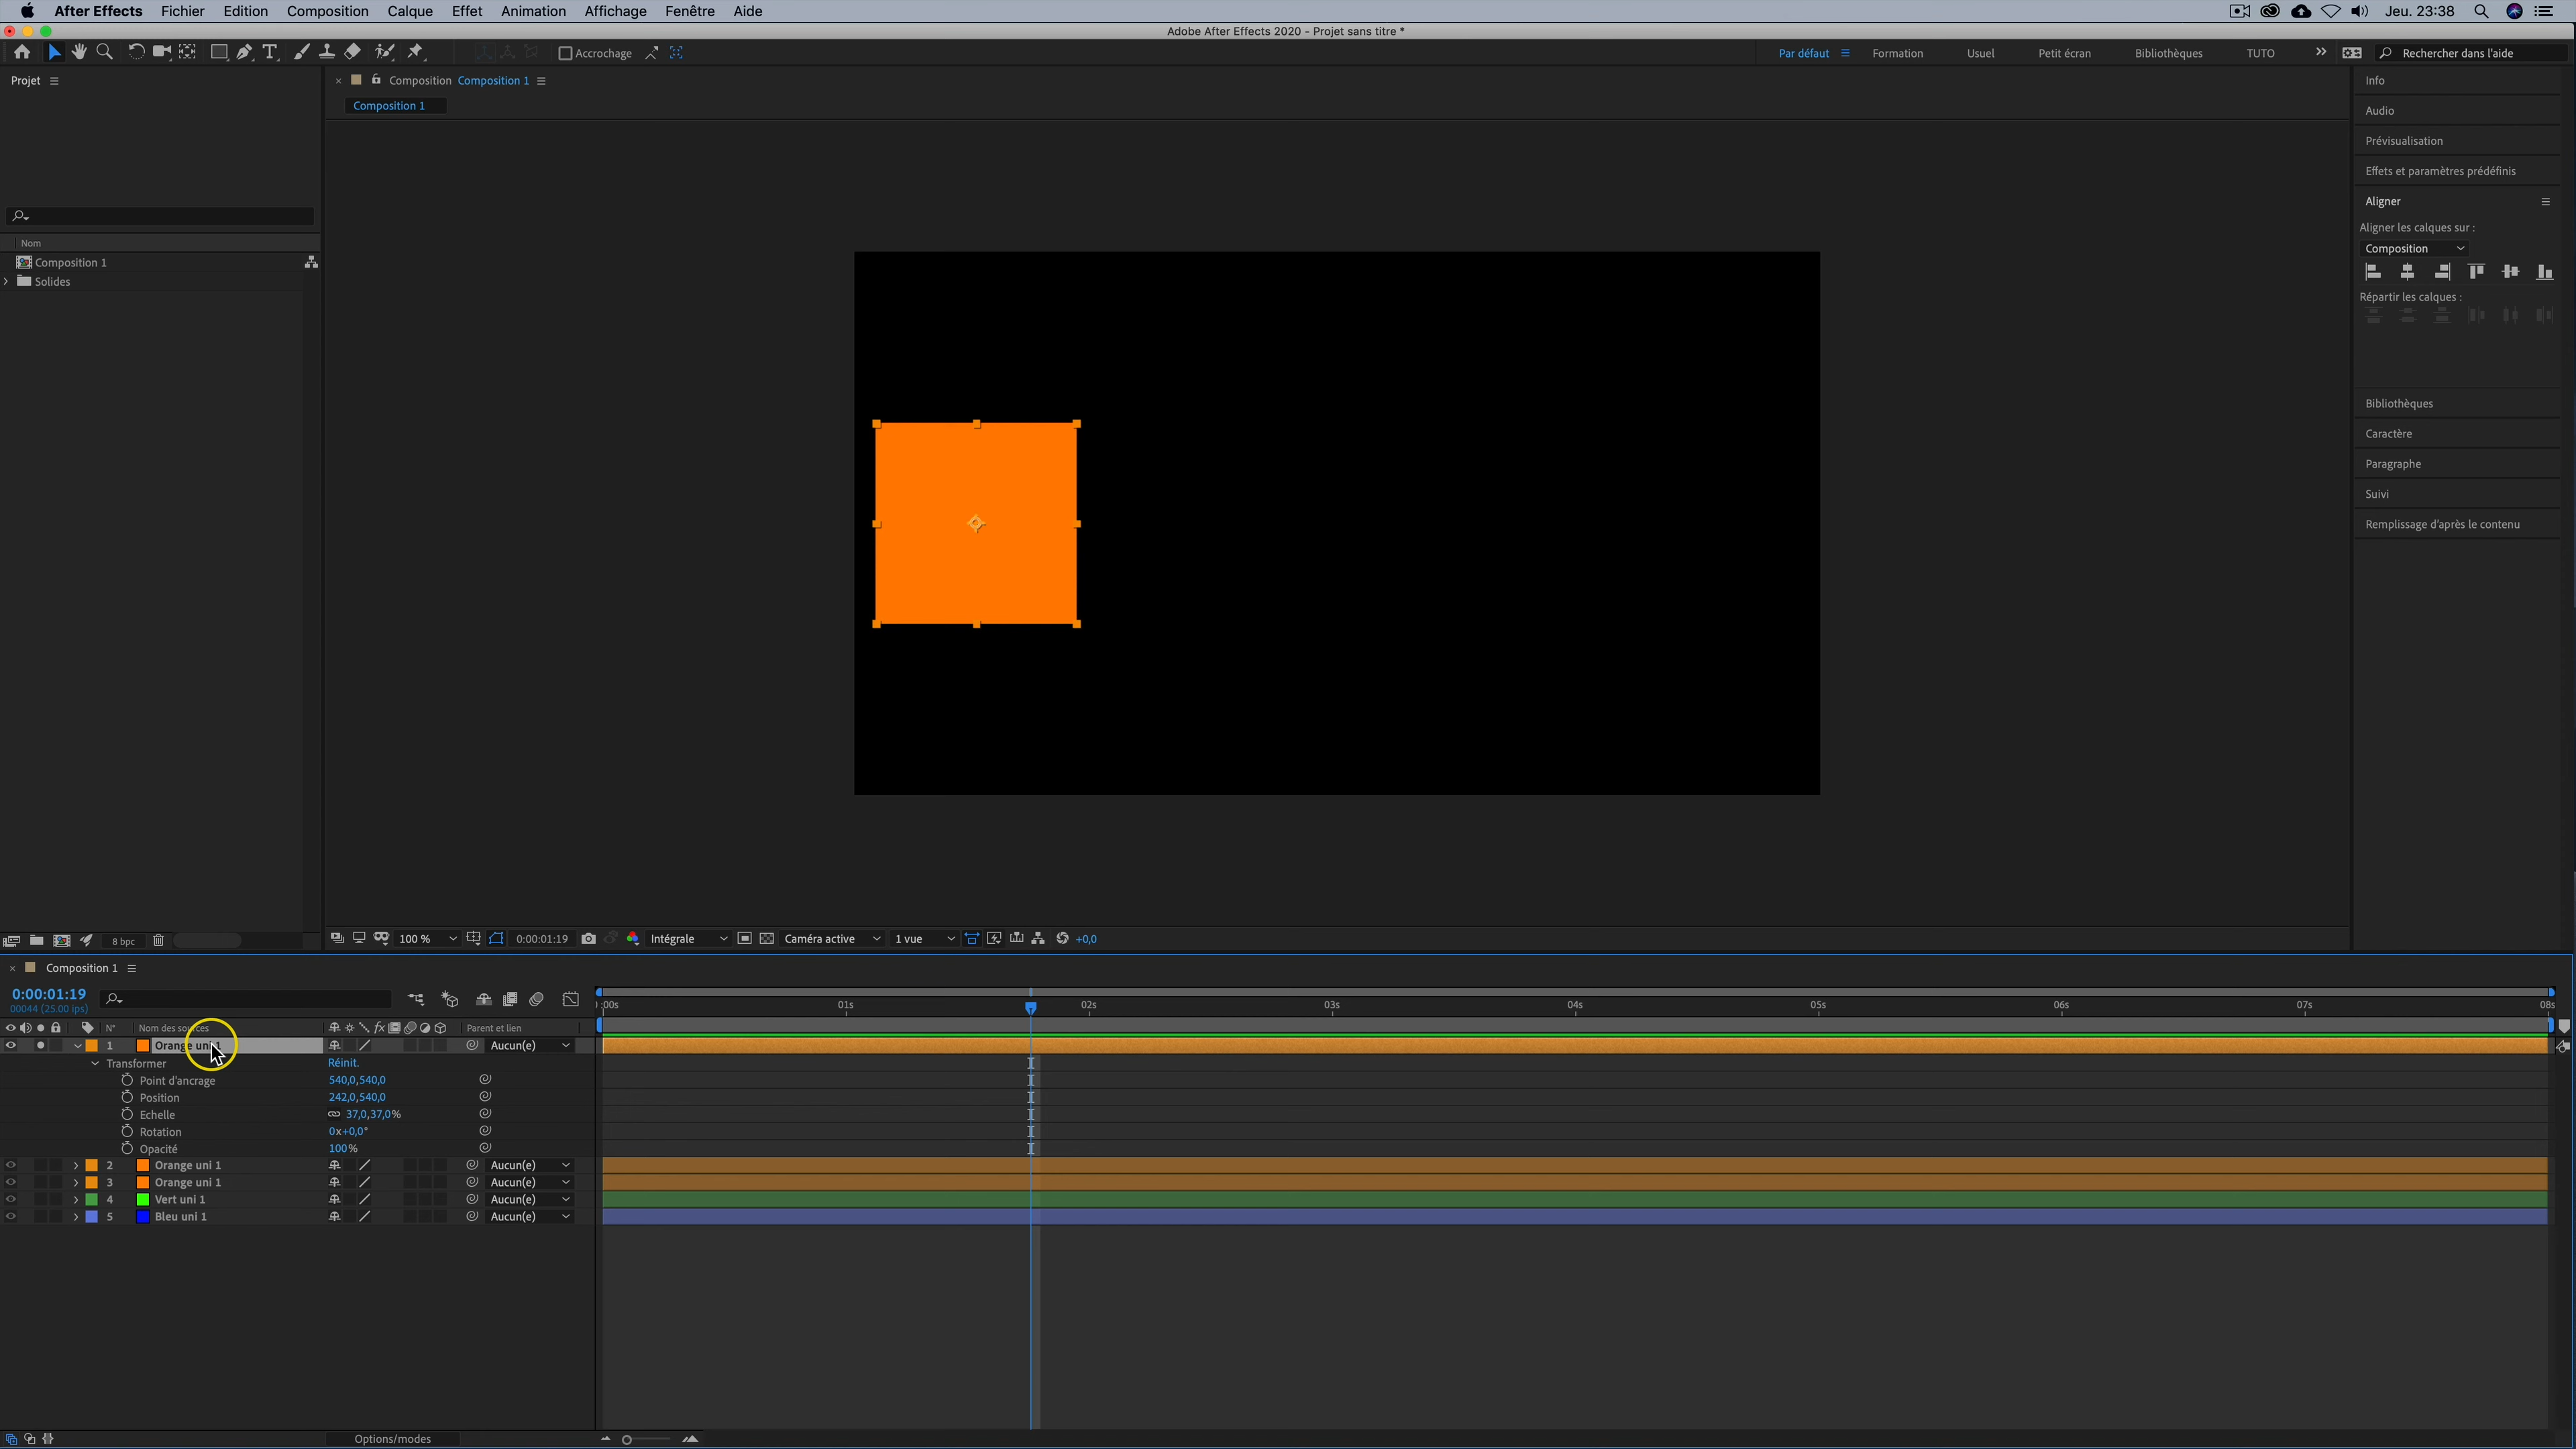 After Effects Fichier Edition Composition Calque Effet Animation Affichage Fenêtre Aide Jeu. 23:38
Adobe After Effects 2020 - Projet sans titre *
Accrochage Par défaut Formation Usuel Petit écran Bibliothèques TUTO Rechercher dans l'aide
Projet
Composition Composition 1
Composition 1
Nom
Composition 1
Solides
Info
Audio
Prévisualisation
Effets et paramètres prédéfinis
Aligner
Aligner les calques sur :
Composition
Répartir les calques :
Bibliothèques
Caractère
Paragraphe
Suivi
Remplissage d'après le contenu
8 bpc
100 % 0:00:01:19 Intégrale Caméra active 1 vue +0,0
Composition 1
0:00:01:19
00044 (25.00 ips)
:00s 01s 02s 03s 04s 05s 06s 07s 08s
N° Nom des sources fx Parent et lien
1 Orange uni 1 Aucun(e)
Transformer Réinit.
Point d'ancrage 540,0,540,0
Position 242,0,540,0
Echelle 37,0,37,0%
Rotation 0x+0,0°
Opacité 100%
2 Orange uni 1 Aucun(e)
3 Orange uni 1 Aucun(e)
4 Vert uni 1 Aucun(e)
5 Bleu uni 1 Aucun(e)
Options/modes